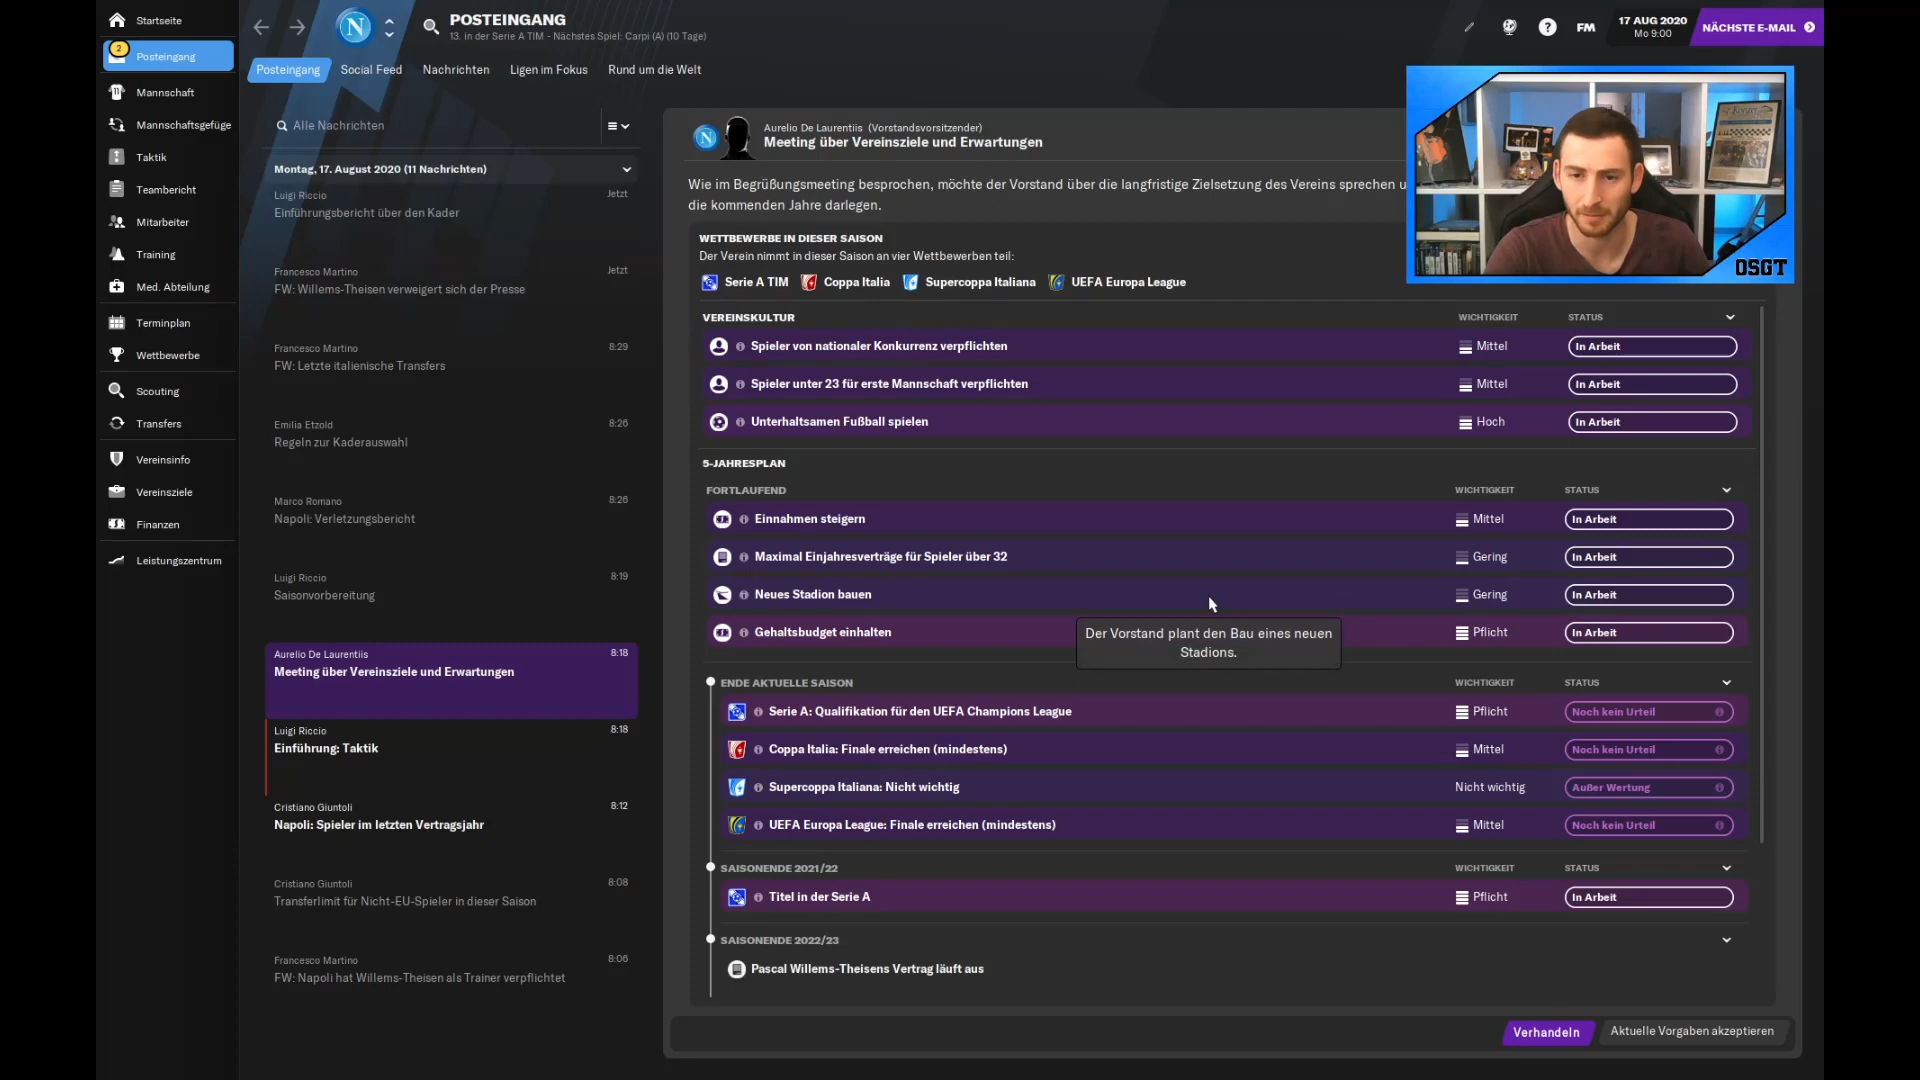 Startseite
2
Posteingang
Mannschaft
Mannschaftsgefüge
Taktik
Teambericht
Mitarbeiter
Training
Med. Abteilung
Terminplan
Wettbewerbe
Scouting
Transfers
Vereinsinfo
Vereinsziele
Finanzen
Leistungszentrum
N
POSTEINGANG
13. in der Serie A TIM - Nächstes Spiel: Carpi (A) (10 Tage)
?
FM
17 AUG 2020
Mo 9:00
NÄCHSTE E-MAIL
Posteingang
Social Feed
Nachrichten
Ligen im Fokus
Rund um die Welt
Alle Nachrichten
Montag, 17. August 2020 (11 Nachrichten)
Luigi Riccio
Jetzt
Einführungsbericht über den Kader
Francesco Martino
Jetzt
FW: Willems-Theisen verweigert sich der Presse
Francesco Martino
8:29
FW: Letzte italienische Transfers
Emilia Etzold
8:26
Regeln zur Kaderauswahl
Marco Romano
8:26
Napoli: Verletzungsbericht
Luigi Riccio
8:19
Saisonvorbereitung
Aurelio De Laurentiis
8:18
Meeting über Vereinsziele und Erwartungen
Luigi Riccio
8:18
Einführung: Taktik
Cristiano Giuntoli
8:12
Napoli: Spieler im letzten Vertragsjahr
Cristiano Giuntoli
8:08
Transferlimit für Nicht-EU-Spieler in dieser Saison
Francesco Martino
8:06
FW: Napoli hat Willems-Theisen als Trainer verpflichtet
N
Aurelio De Laurentiis (Vorstandsvorsitzender)
Meeting über Vereinsziele und Erwartungen
Wie im Begrüßungsmeeting besprochen, möchte der Vorstand über die langfristige Zielsetzung des Vereins sprechen
die kommenden Jahre darlegen.
OSGT
WETTBEWERBE IN DIESER SAISON
Der Verein nimmt in dieser Saison an vier Wettbewerben teil:
Serie A TIM
Coppa Italia
Supercoppa Italiana
UEFA Europa League
VEREINSKULTUR
WICHTIGKEIT
STATUS
Spieler von nationaler Konkurrenz verpflichten
Mittel
In Arbeit
Spieler unter 23 für erste Mannschaft verpflichten
Mittel
In Arbeit
Unterhaltsamen Fußball spielen
Hoch
In Arbeit
5-JAHRESPLAN
FORTLAUFEND
WICHTIGKEIT
STATUS
Einnahmen steigern
Mittel
In Arbeit
Maximal Einjahresverträge für Spieler über 32
Gering
In Arbeit
Neues Stadion bauen
Gering
In Arbeit
Gehaltsbudget einhalten
Pflicht
In Arbeit
Der Vorstand plant den Bau eines neuen
Stadions.
ENDE AKTUELLE SAISON
WICHTIGKEIT
STATUS
Serie A: Qualifikation für den UEFA Champions League
Pflicht
Noch kein Urteil
Coppa Italia: Finale erreichen (mindestens)
Mittel
Noch kein Urteil
Supercoppa Italiana: Nicht wichtig
Nicht wichtig
Außer Wertung
UEFA Europa League: Finale erreichen (mindestens)
Mittel
Noch kein Urteil
SAISONENDE 2021/22
WICHTIGKEIT
STATUS
Titel in der Serie A
Pflicht
In Arbeit
SAISONENDE 2022/23
Pascal Willems-Theisens Vertrag läuft aus
Verhandeln
Aktuelle Vorgaben akzeptieren